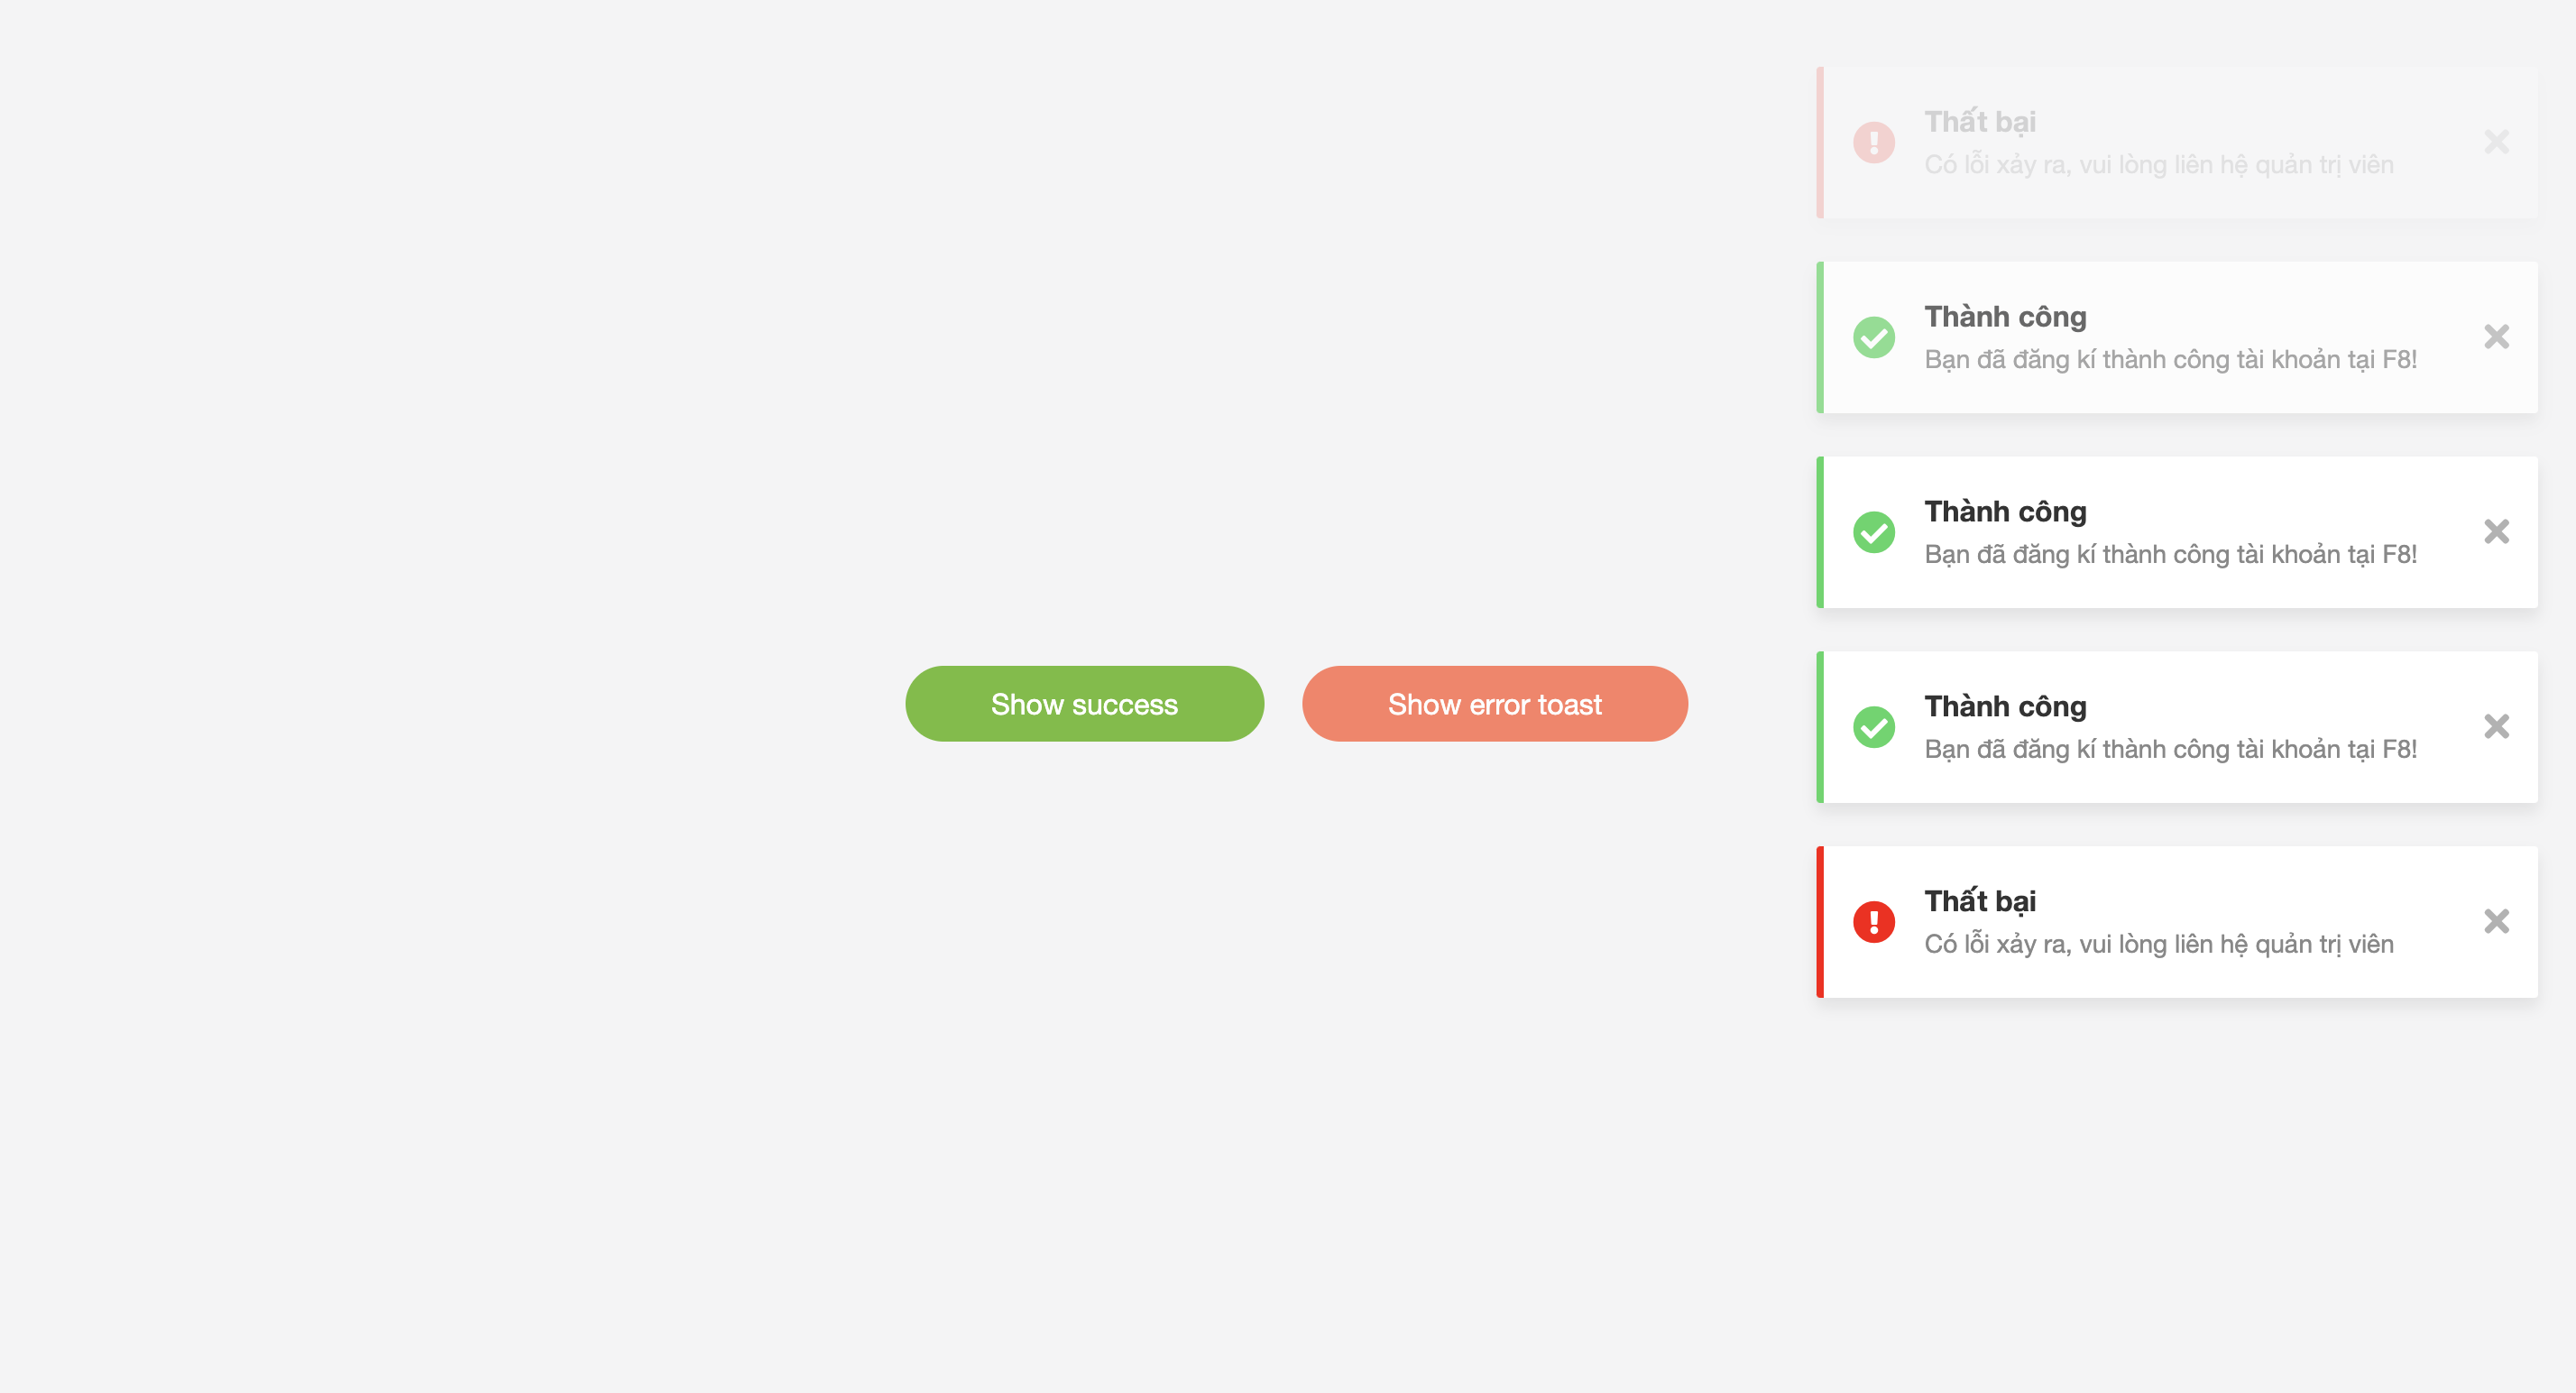 Thất bại
Có lỗi xảy ra, vui lòng liên hệ quản trị viên
Thành công
Bạn đã đăng kí thành công tài khoản tại F8!
Thành công
Bạn đã đăng kí thành công tài khoản tại F8!
Show success
Show error toast
Thành công
Bạn đã đăng kí thành công tài khoản tại F8!
Thất bại
Có lỗi xảy ra, vui lòng liên hệ quản trị viên